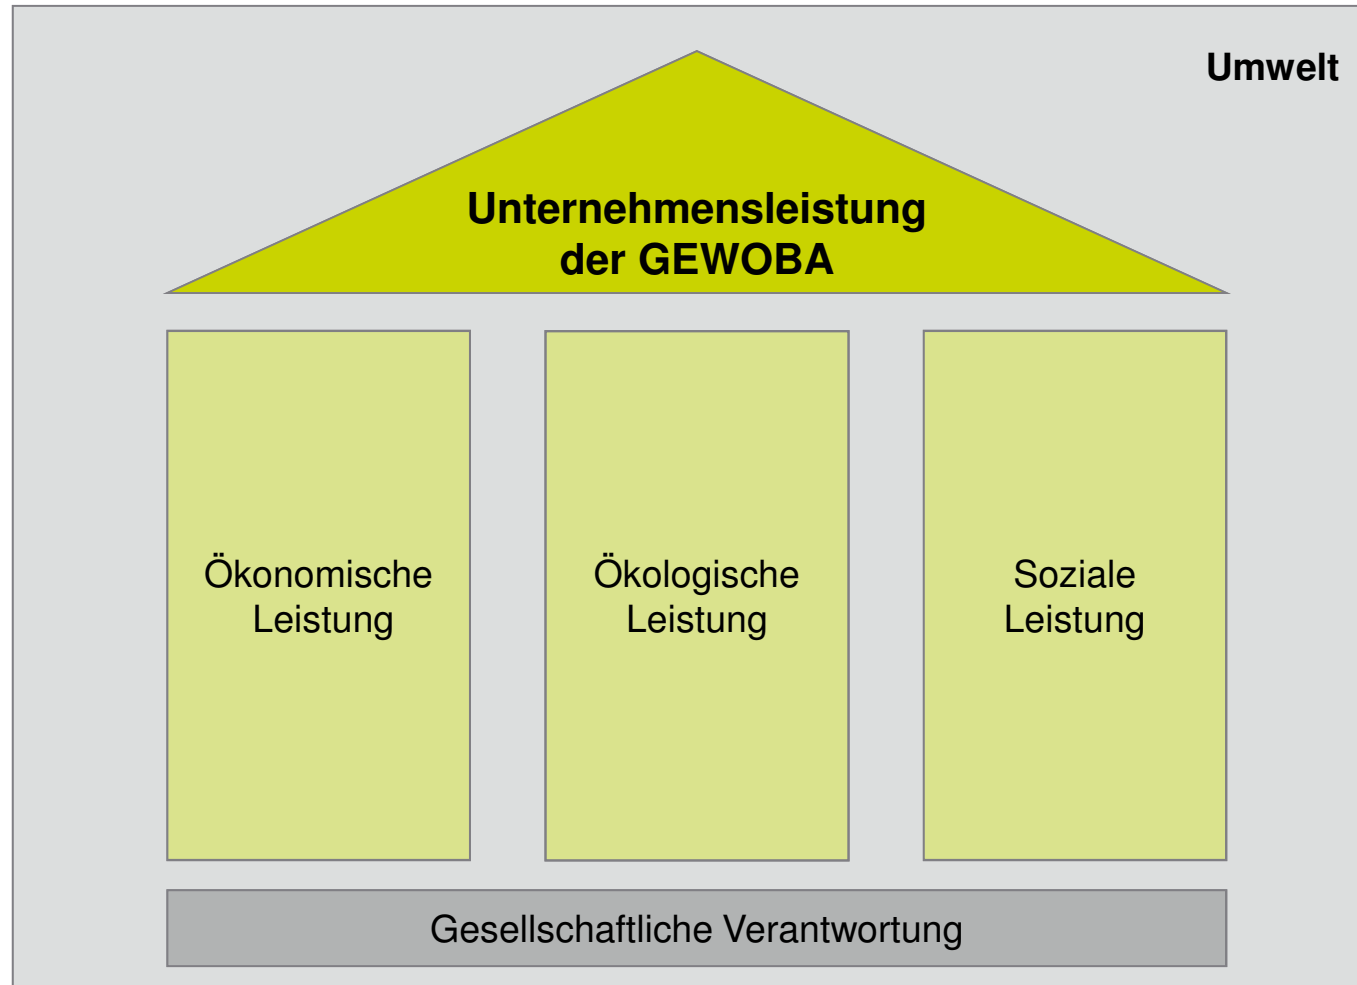 Umwelt
Unternehmensleistung
der GEWOBA
Ökonomische
Leistung
Ökologische
Leistung
Soziale
Leistung
Gesellschaftliche Verantwortung